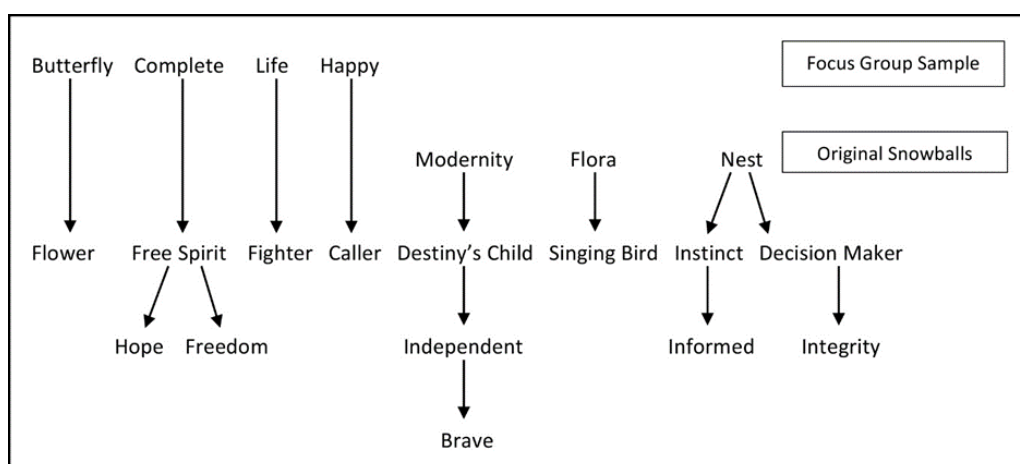 Butterfly Complete Life Happy Focus Group Sample
Modernity Flora Nest Original Snowballs
Flower Free Spirit Fighter Caller Destiny’s Child Singing Bird Instinct Decision Maker
Hope Freedom Independent Informed Integrity
Brave